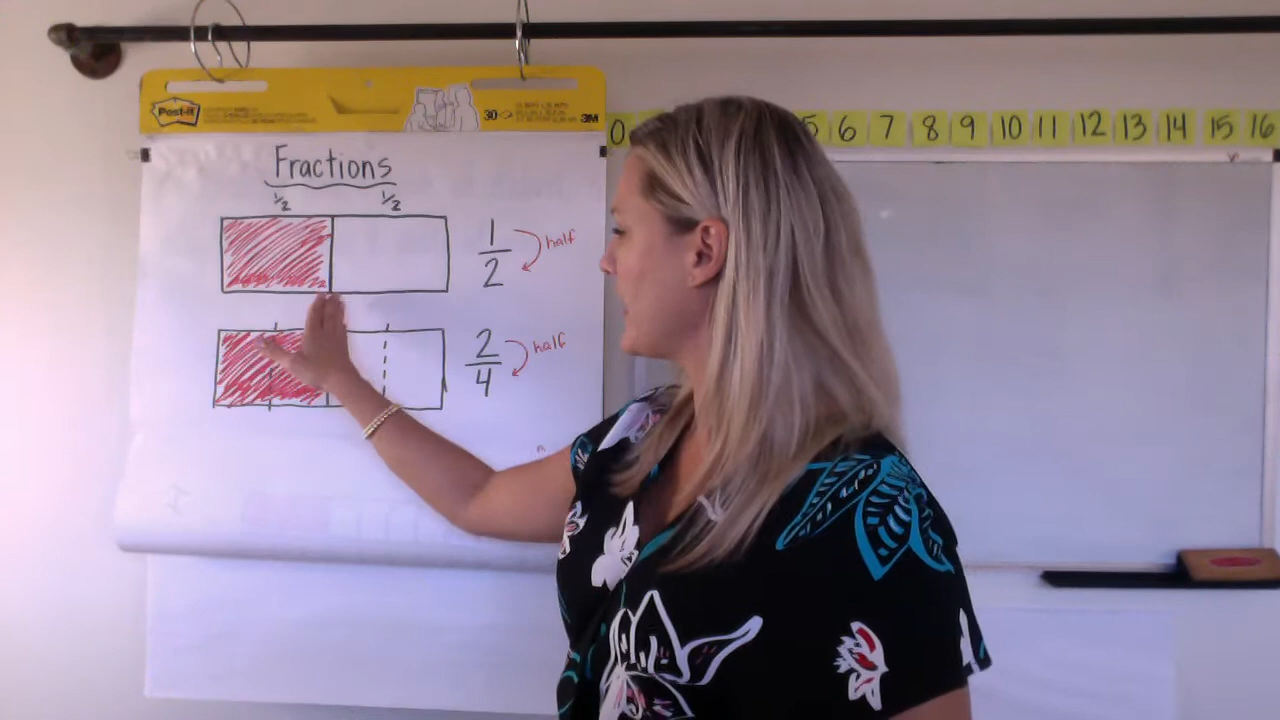 Post-it
30
3M
0 5 6 7 8 9 10 11 12 13 14 15 16
Fractions
1/2 1/2
1/2 half
2/4 half